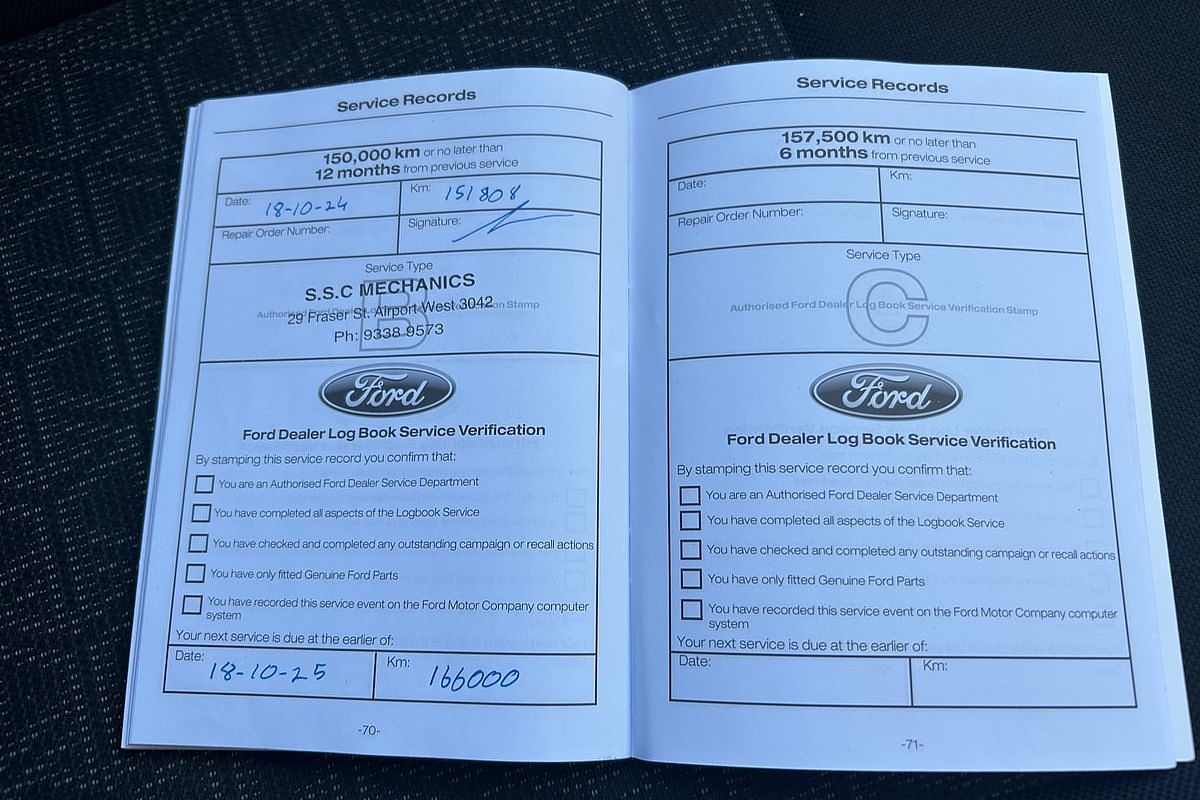 Service Records
150,000 km or no later than
12 months from previous service
Date: 18-10-24
Km: 151808
Repair Order Number:
Signature:
Service Type
B
Authorised Ford Dealer Log Book Service Verification Stamp
S.S.C MECHANICS
29 Fraser St. Airport West 3042
Ph: 9338 9573
Ford
Ford Dealer Log Book Service Verification
By stamping this service record you confirm that:
You are an Authorised Ford Dealer Service Department
You have completed all aspects of the Logbook Service
You have checked and completed any outstanding campaign or recall actions
You have only fitted Genuine Ford Parts
You have recorded this service event on the Ford Motor Company computer
system
Your next service is due at the earlier of:
Date: 18-10-25
Km: 166000
-70-
Service Records
157,500 km or no later than
6 months from previous service
Date:
Km:
Repair Order Number:
Signature:
Service Type
C
Authorised Ford Dealer Log Book Service Verification Stamp
Ford
Ford Dealer Log Book Service Verification
By stamping this service record you confirm that:
You are an Authorised Ford Dealer Service Department
You have completed all aspects of the Logbook Service
You have checked and completed any outstanding campaign or recall actions
You have only fitted Genuine Ford Parts
You have recorded this service event on the Ford Motor Company computer
system
Your next service is due at the earlier of:
Date:
Km:
-71-